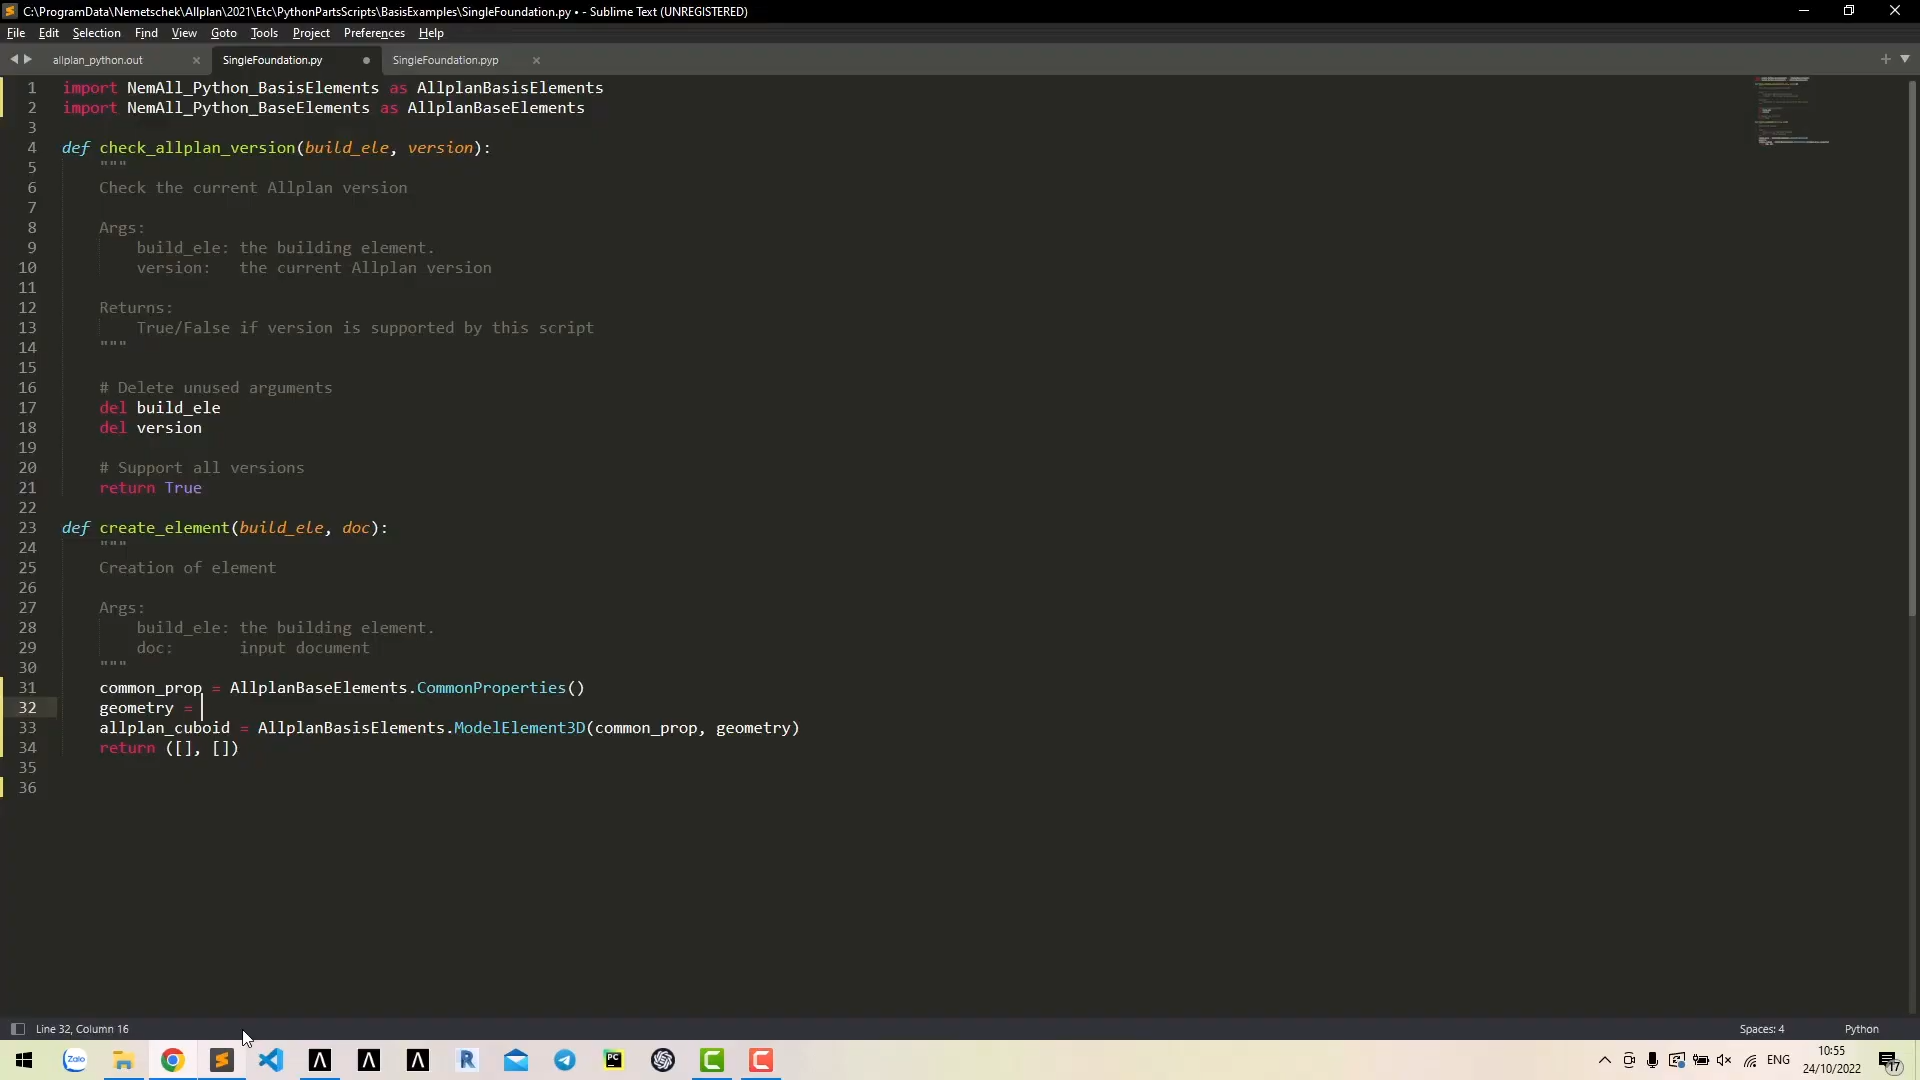 C:\ProgramData\Nemetschek\Allplan\2021\Etc\PythonPartsScripts\BasisExamples\SingleFoundation.py • - Sublime Text (UNREGISTERED)
File Edit Selection Find View Goto Tools Project Preferences Help
allplan_python.out SingleFoundation.py SingleFoundation.pyp
1 import NemAll_Python_BasisElements as AllplanBasisElements
2 import NemAll_Python_BaseElements as AllplanBaseElements
3
4 def check_allplan_version(build_ele, version):
5 """
6 Check the current Allplan version
7
8 Args:
9 build_ele: the building element.
10 version: the current Allplan version
11
12 Returns:
13 True/False if version is supported by this script
14 """
15
16 # Delete unused arguments
17 del build_ele
18 del version
19
20 # Support all versions
21 return True
22
23 def create_element(build_ele, doc):
24 """
25 Creation of element
26
27 Args:
28 build_ele: the building element.
29 doc: input document
30 """
31 common_prop = AllplanBaseElements.CommonProperties()
32 geometry =
33 allplan_cuboid = AllplanBasisElements.ModelElement3D(common_prop, geometry)
34 return ([], [])
35
36
Line 32, Column 16 Spaces: 4 Python
Zalo R PC ENG 10:55
24/10/2022 17